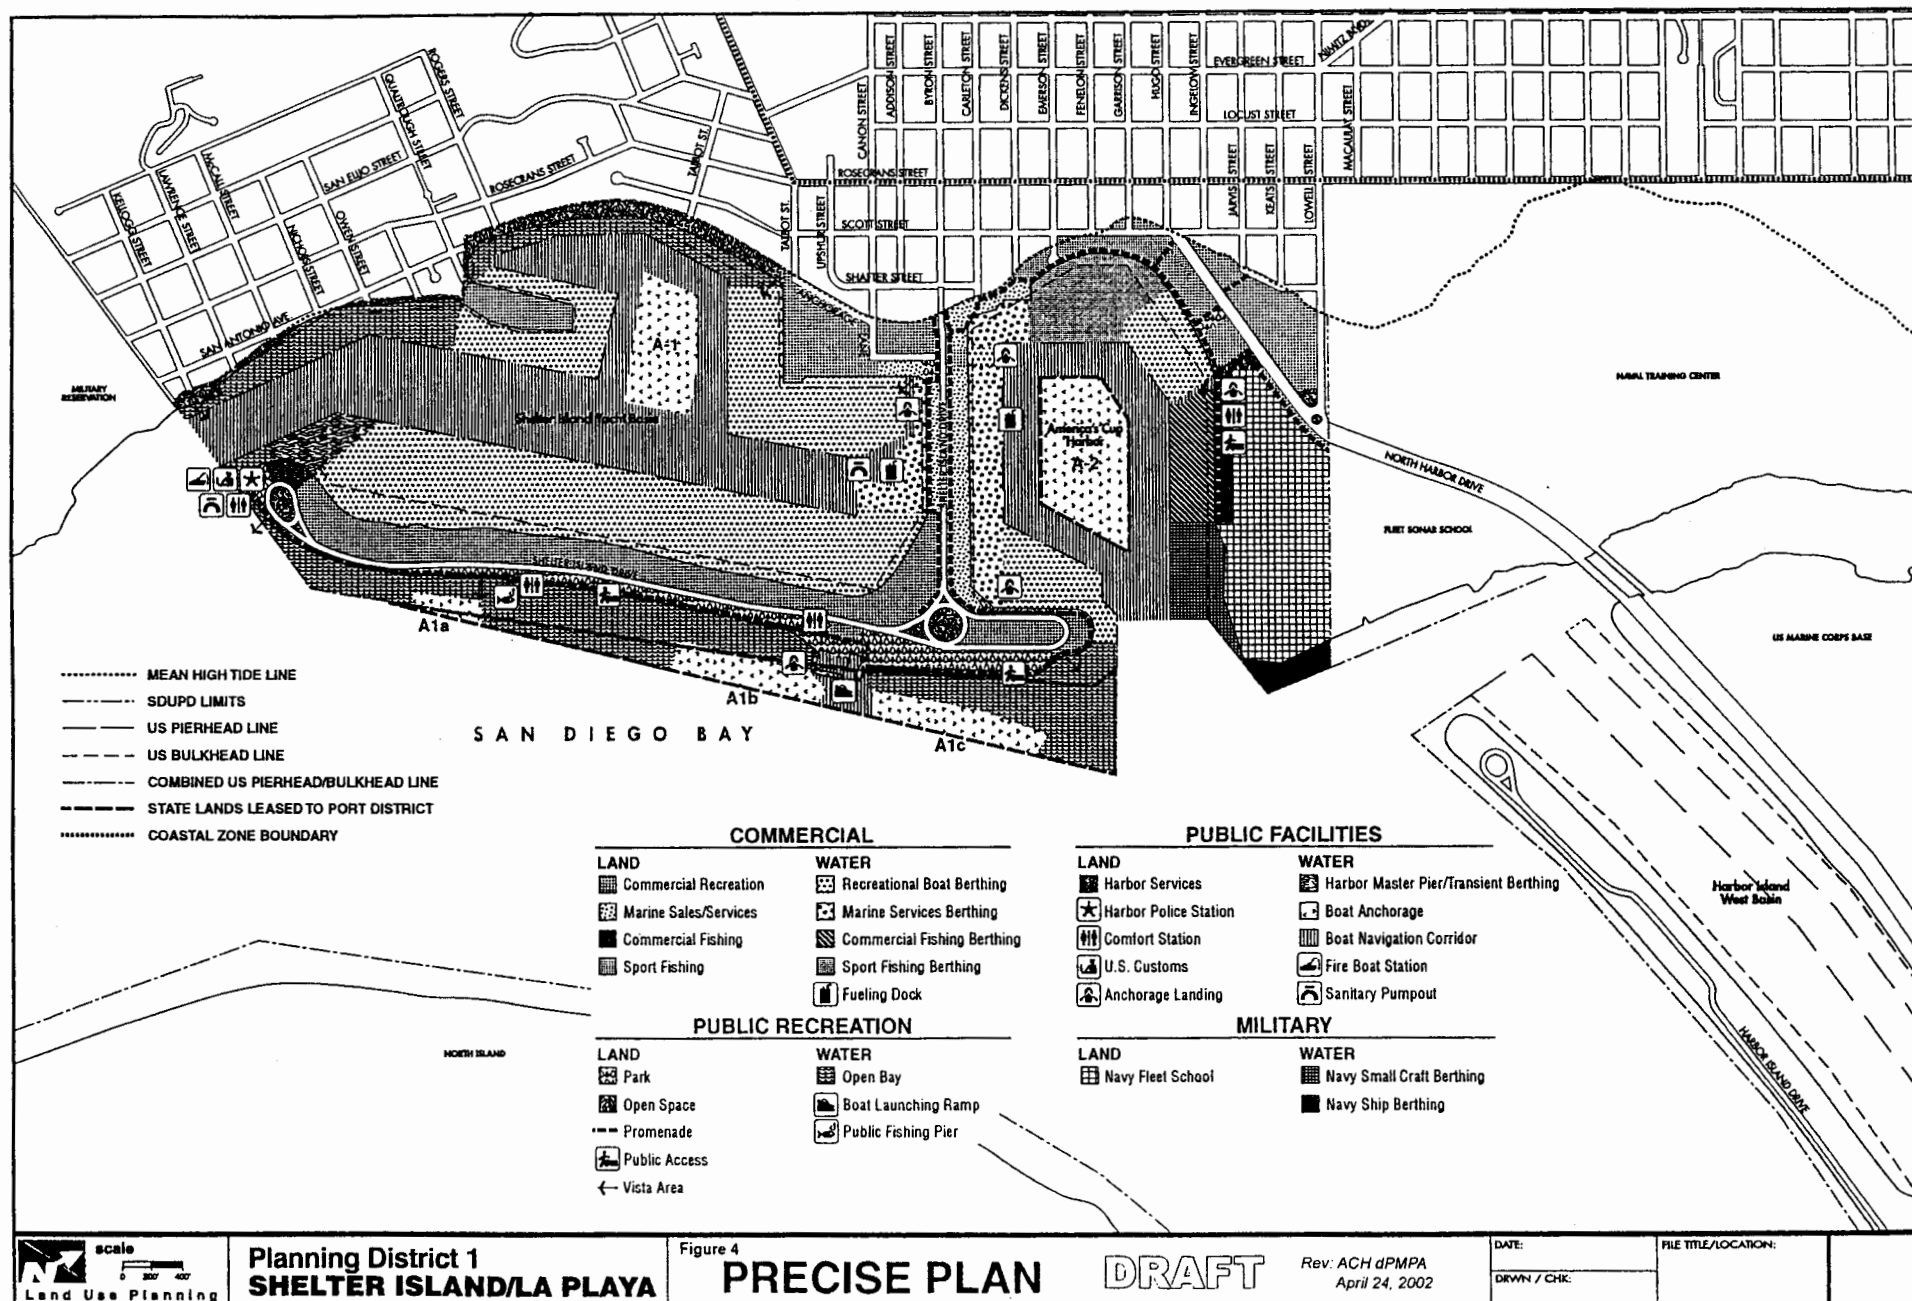 ROGERS STREET
QUALTROUGH STREET
McCALL STREET
LAWRENCE STREET
KELLOGG STREET
SAN ELIJO STREET
OWEN STREET
NICHOLS STREET
ROSECRANS STREET
TALBOT ST.
SAN ANTONIO AVE
CANON STREET
ADDISON STREET
BYRON STREET
CARLETON STREET
DICKENS STREET
EMERSON STREET
FENELON STREET
GARRISON STREET
HUGO STREET
INGELOW STREET
EVERGREEN STREET
NIMITZ BLVD
LOCUST STREET
MACAULAY STREET
JARVIS STREET
KEATS STREET
LOWELL STREET
ROSECRANS STREET
SCOTT STREET
TALBOT ST.
UPSHUR STREET
SHAFTER STREET
ANCHORAGE
LANE
MILITARY
RESERVATION
A-1
Shelter Island Yacht Basin
America's Cup
Harbor
A-2
NAVAL TRAINING CENTER
NORTH HARBOR DRIVE
FLEET SONAR SCHOOL
US MARINE CORPS BASE
SHELTER ISLAND DRIVE
SHELTER ISLAND DRIVE
A1a
A1b
A1c
SAN DIEGO BAY
Harbor Island
West Basin
HARBOR ISLAND DRIVE
NORTH ISLAND
MEAN HIGH TIDE LINE
SDUPD LIMITS
US PIERHEAD LINE
US BULKHEAD LINE
COMBINED US PIERHEAD/BULKHEAD LINE
STATE LANDS LEASED TO PORT DISTRICT
COASTAL ZONE BOUNDARY
COMMERCIAL
LAND
Commercial Recreation
Marine Sales/Services
Commercial Fishing
Sport Fishing
WATER
Recreational Boat Berthing
Marine Services Berthing
Commercial Fishing Berthing
Sport Fishing Berthing
Fueling Dock
PUBLIC FACILITIES
LAND
Harbor Services
Harbor Police Station
Comfort Station
U.S. Customs
Anchorage Landing
WATER
Harbor Master Pier/Transient Berthing
Boat Anchorage
Boat Navigation Corridor
Fire Boat Station
Sanitary Pumpout
PUBLIC RECREATION
LAND
Park
Open Space
Promenade
Public Access
Vista Area
WATER
Open Bay
Boat Launching Ramp
Public Fishing Pier
MILITARY
LAND
Navy Fleet School
WATER
Navy Small Craft Berthing
Navy Ship Berthing
N
scale
0 200' 400'
Land Use Planning
Planning District 1
SHELTER ISLAND/LA PLAYA
Figure 4
PRECISE PLAN
DRAFT
Rev: ACH dPMPA
April 24, 2002
DATE:
DRWN / CHK:
FILE TITLE/LOCATION: